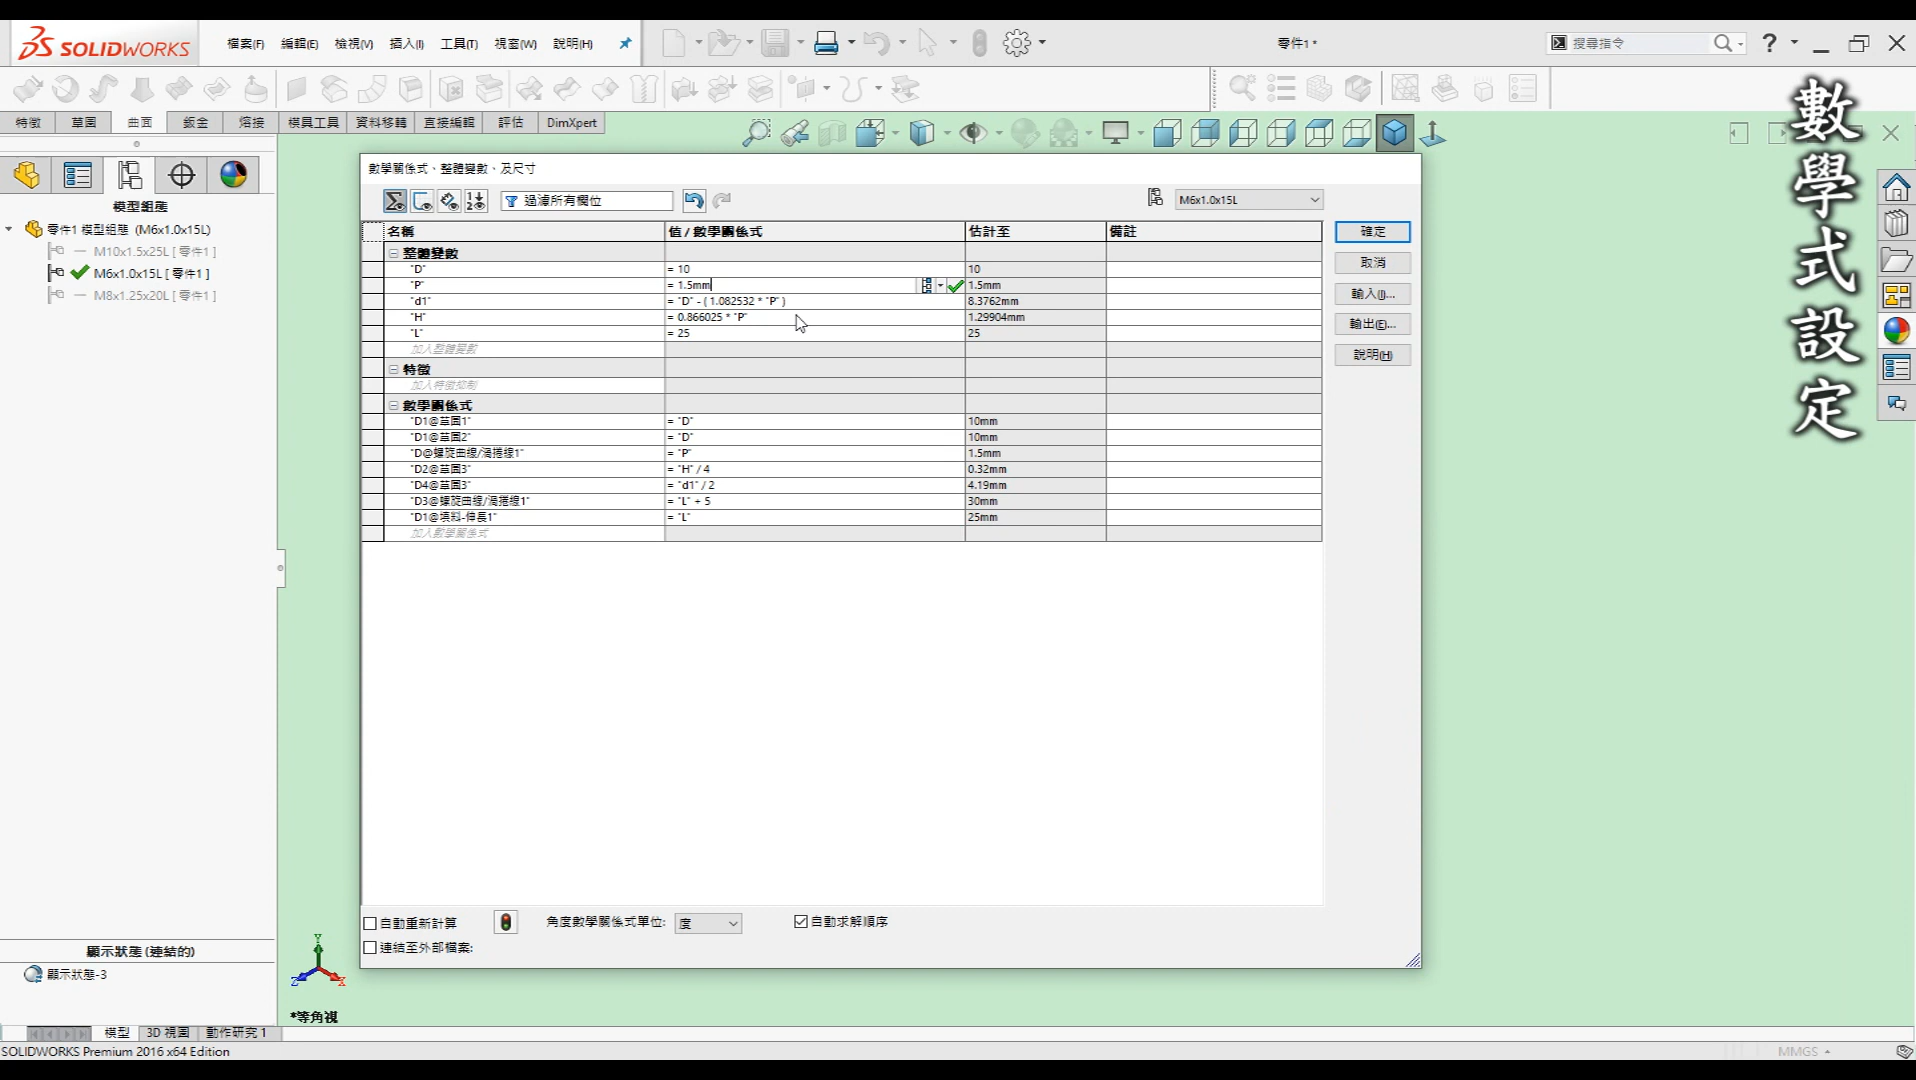 SOLIDWORKS
檔案(F) 編輯(E) 檢視(V) 插入(I) 工具(T) 視窗(W) 說明(H)
零件1 *
搜尋指令
特徵 草圖 曲面 鈑金 熔接 模具工具 資料移轉 直接編輯 評估 DimXpert
數學式設定
模型組態
零件1 模型組態 (M6x1.0x15L)
M10x1.5x25L [ 零件1 ]
M6x1.0x15L [ 零件1 ]
M8x1.25x20L [ 零件1 ]
數學關係式、整體變數、及尺寸
過濾所有欄位
M6x1.0x15L
名稱 值 / 數學關係式 估計至 備註
整體變數
"D" = 10 10
"P" = 1.5mm 1.5mm
"d1" = "D" - ( 1.082532 * "P" ) 8.3762mm
"H" = 0.866025 * "P" 1.29904mm
"L" = 25 25
加入整體變數
特徵
加入特徵抑制
數學關係式
"D1@草圖1" = "D" 10mm
"D1@草圖2" = "D" 10mm
"D@螺旋曲線/渦捲線1" = "P" 1.5mm
"D2@草圖3" = "H" / 4 0.32mm
"D4@草圖3" = "d1" / 2 4.19mm
"D3@螺旋曲線/渦捲線1" = "L" + 5 30mm
"D1@填料-伸長1" = "L" 25mm
加入數學關係式
確定
取消
輸入(I)...
輸出(E)...
說明(H)
自動重新計算 角度數學關係式單位: 度 自動求解順序
連結至外部檔案:
顯示狀態 (連結的)
顯示狀態-3
Y
Z X
*等角視
模型 3D 視圖 動作研究 1
SOLIDWORKS Premium 2016 x64 Edition
MMGS